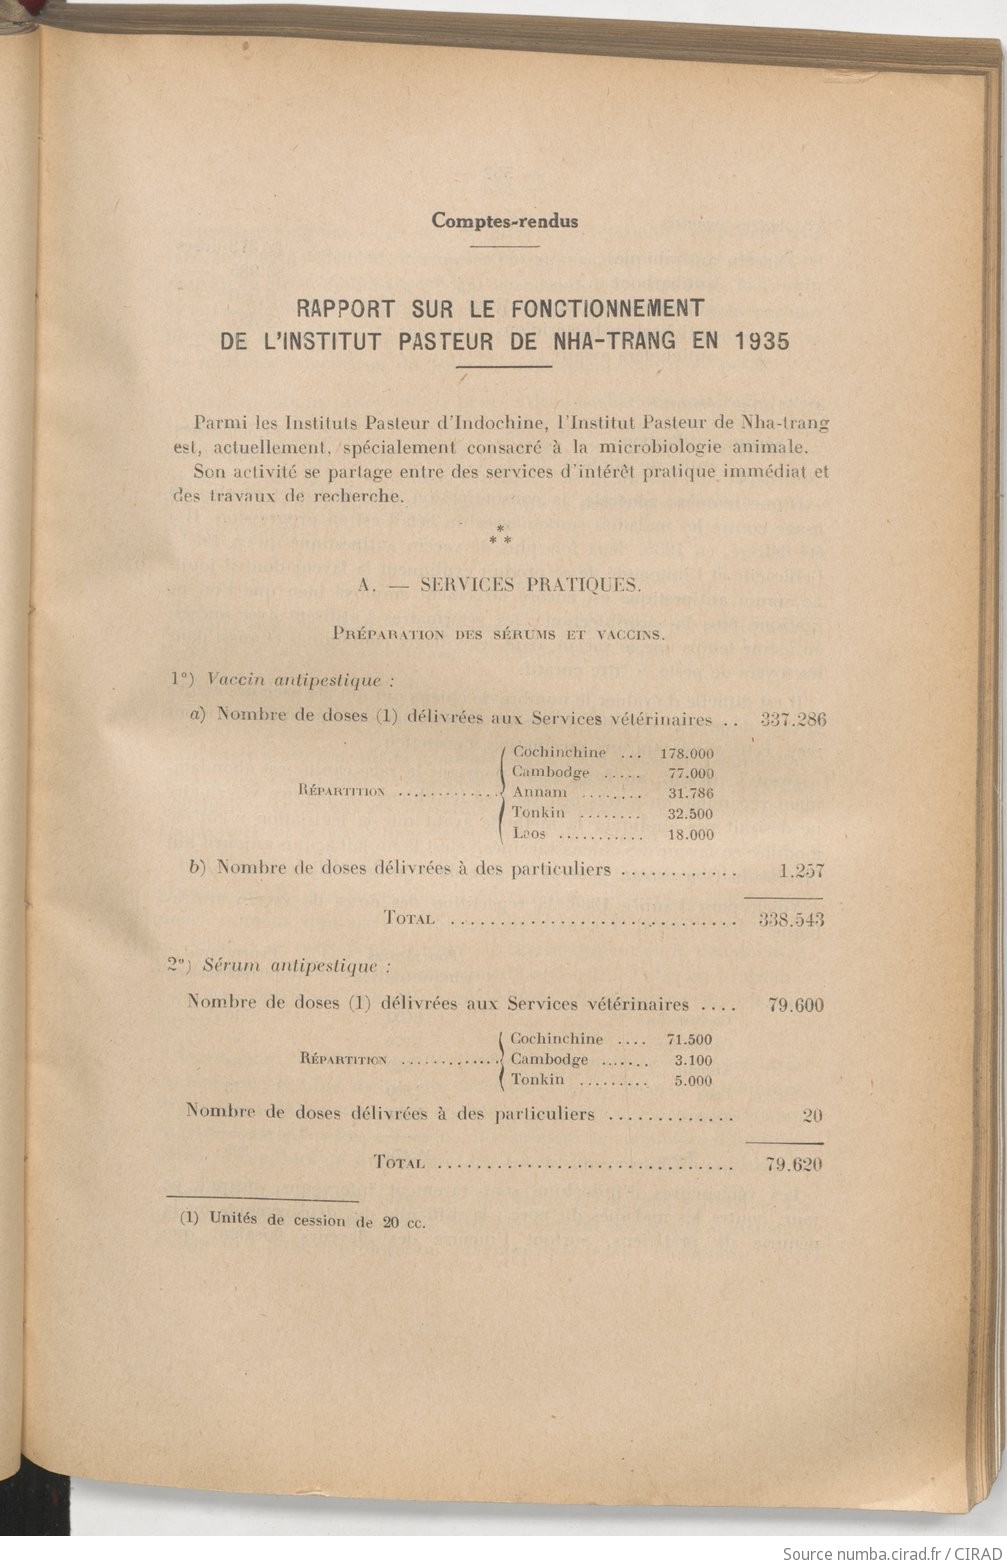 Comptes-rendus
RAPPORT SUR LE FONCTIONNEMENT
DE L'INSTITUT PASTEUR DE NHA-TRANG EN 1935
Parmi les Instituts Pasteur d'Indochine, l'Institut Pasteur de Nha-trang
est, actuellement, spécialement consacré à la microbiologie animale.
Son activité se partage entre des services d'intérêt pratique immédiat et
des travaux de recherche.
*
* *
A. — SERVICES PRATIQUES.
PRÉPARATION DES SÉRUMS ET VACCINS.
1°) Vaccin antipestique :
a) Nombre de doses (1) délivrées aux Services vétérinaires .. 337.286
Cochinchine ... 178.000
Cambodge ..... 77.000
RÉPARTITION ............. Annam ........ 31.786
Tonkin ........ 32.500
Laos ........... 18.000
b) Nombre de doses délivrées à des particuliers ............ 1.257
TOTAL ............................. 338.543
2°) Sérum antipestique :
Nombre de doses (1) délivrées aux Services vétérinaires .... 79.600
Cochinchine .... 71.500
RÉPARTITION ............. Cambodge ....... 3.100
Tonkin ......... 5.000
Nombre de doses délivrées à des particuliers ............. 20
TOTAL .............................. 79.620
(1) Unités de cession de 20 cc.
Source numba.cirad.fr / CIRAD